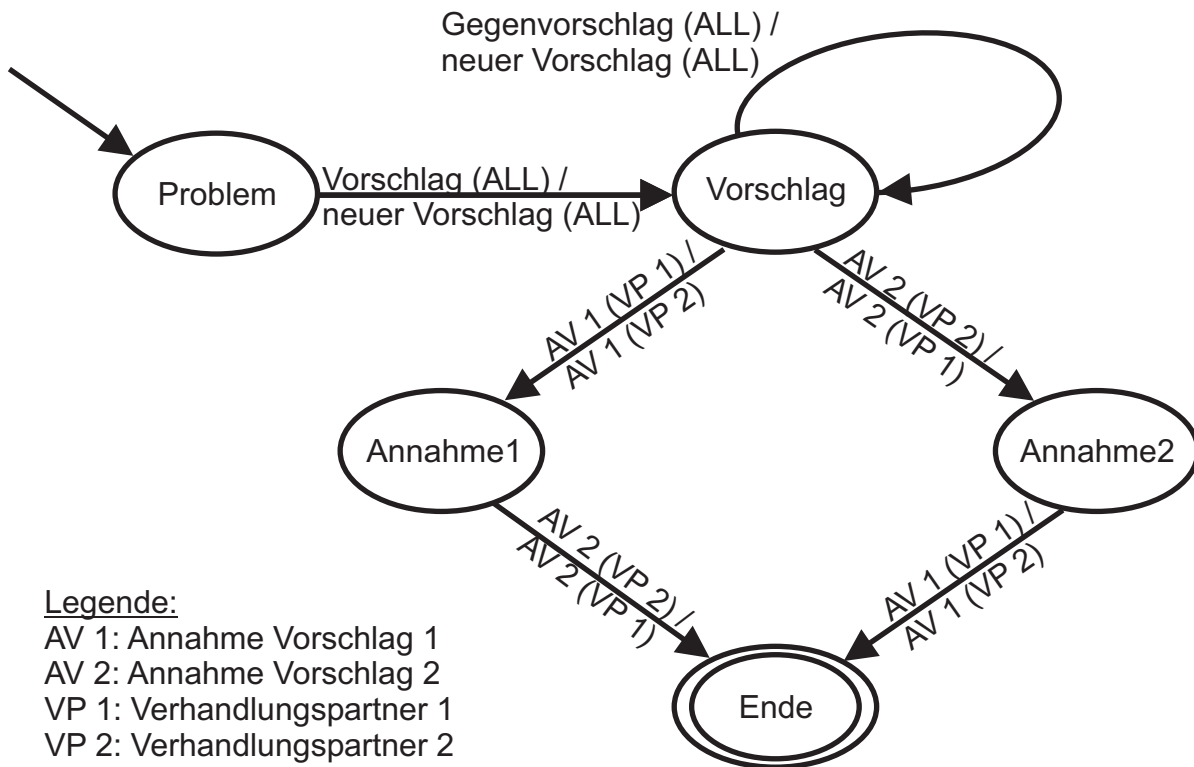 Gegenvorschlag (ALL) /
neuer Vorschlag (ALL)
Problem
Vorschlag (ALL) /
neuer Vorschlag (ALL)
Vorschlag
AV 1 (VP 1) /
AV 1 (VP 2)
AV 2 (VP 2) /
AV 2 (VP 1)
Annahme1
Annahme2
AV 2 (VP 2) /
AV 2 (VP 1)
AV 1 (VP 1) /
AV 1 (VP 2)
Ende
Legende:
AV 1: Annahme Vorschlag 1
AV 2: Annahme Vorschlag 2
VP 1: Verhandlungspartner 1
VP 2: Verhandlungspartner 2